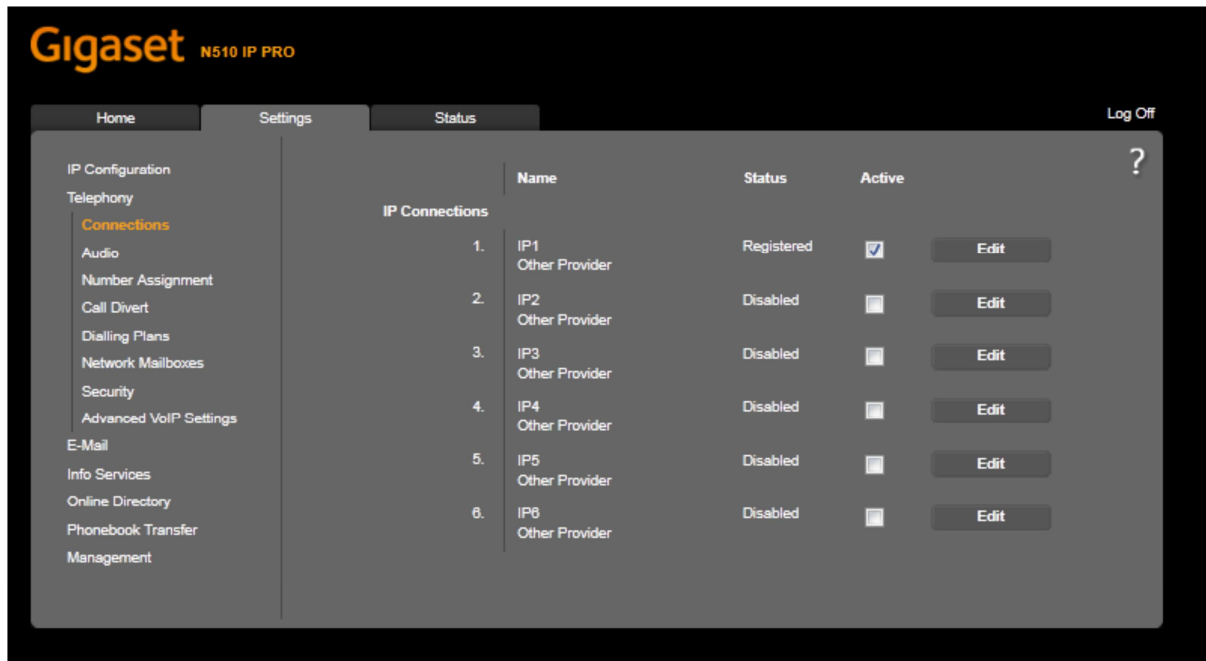 Gigaset N510 IP PRO
Home Settings Status Log Off
?
IP Configuration
Telephony
Connections
Audio
Number Assignment
Call Divert
Dialling Plans
Network Mailboxes
Security
Advanced VoIP Settings
E-Mail
Info Services
Online Directory
Phonebook Transfer
Management
Name Status Active
IP Connections
1. IP1 Registered Edit
Other Provider
2. IP2 Disabled Edit
Other Provider
3. IP3 Disabled Edit
Other Provider
4. IP4 Disabled Edit
Other Provider
5. IP5 Disabled Edit
Other Provider
6. IP6 Disabled Edit
Other Provider